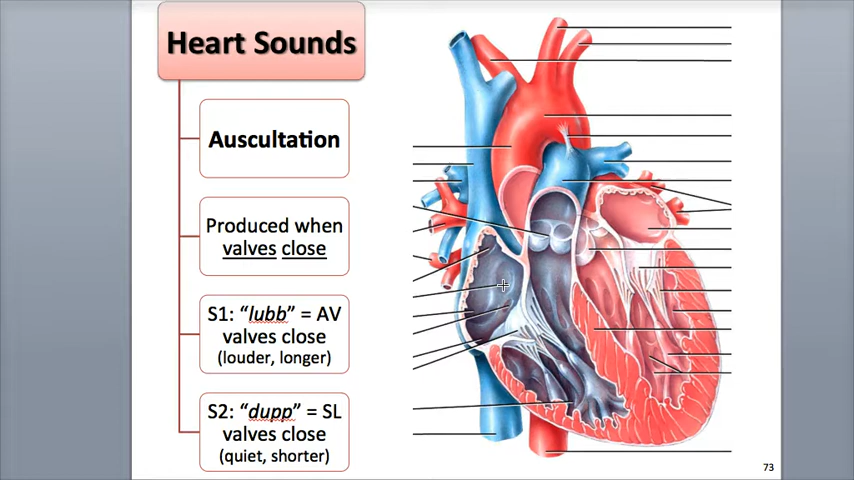 Heart Sounds
Auscultation
Produced when
valves close
S1: “lubb” = AV
valves close
(louder, longer)
S2: “dupp” = SL
valves close
(quiet, shorter)
73